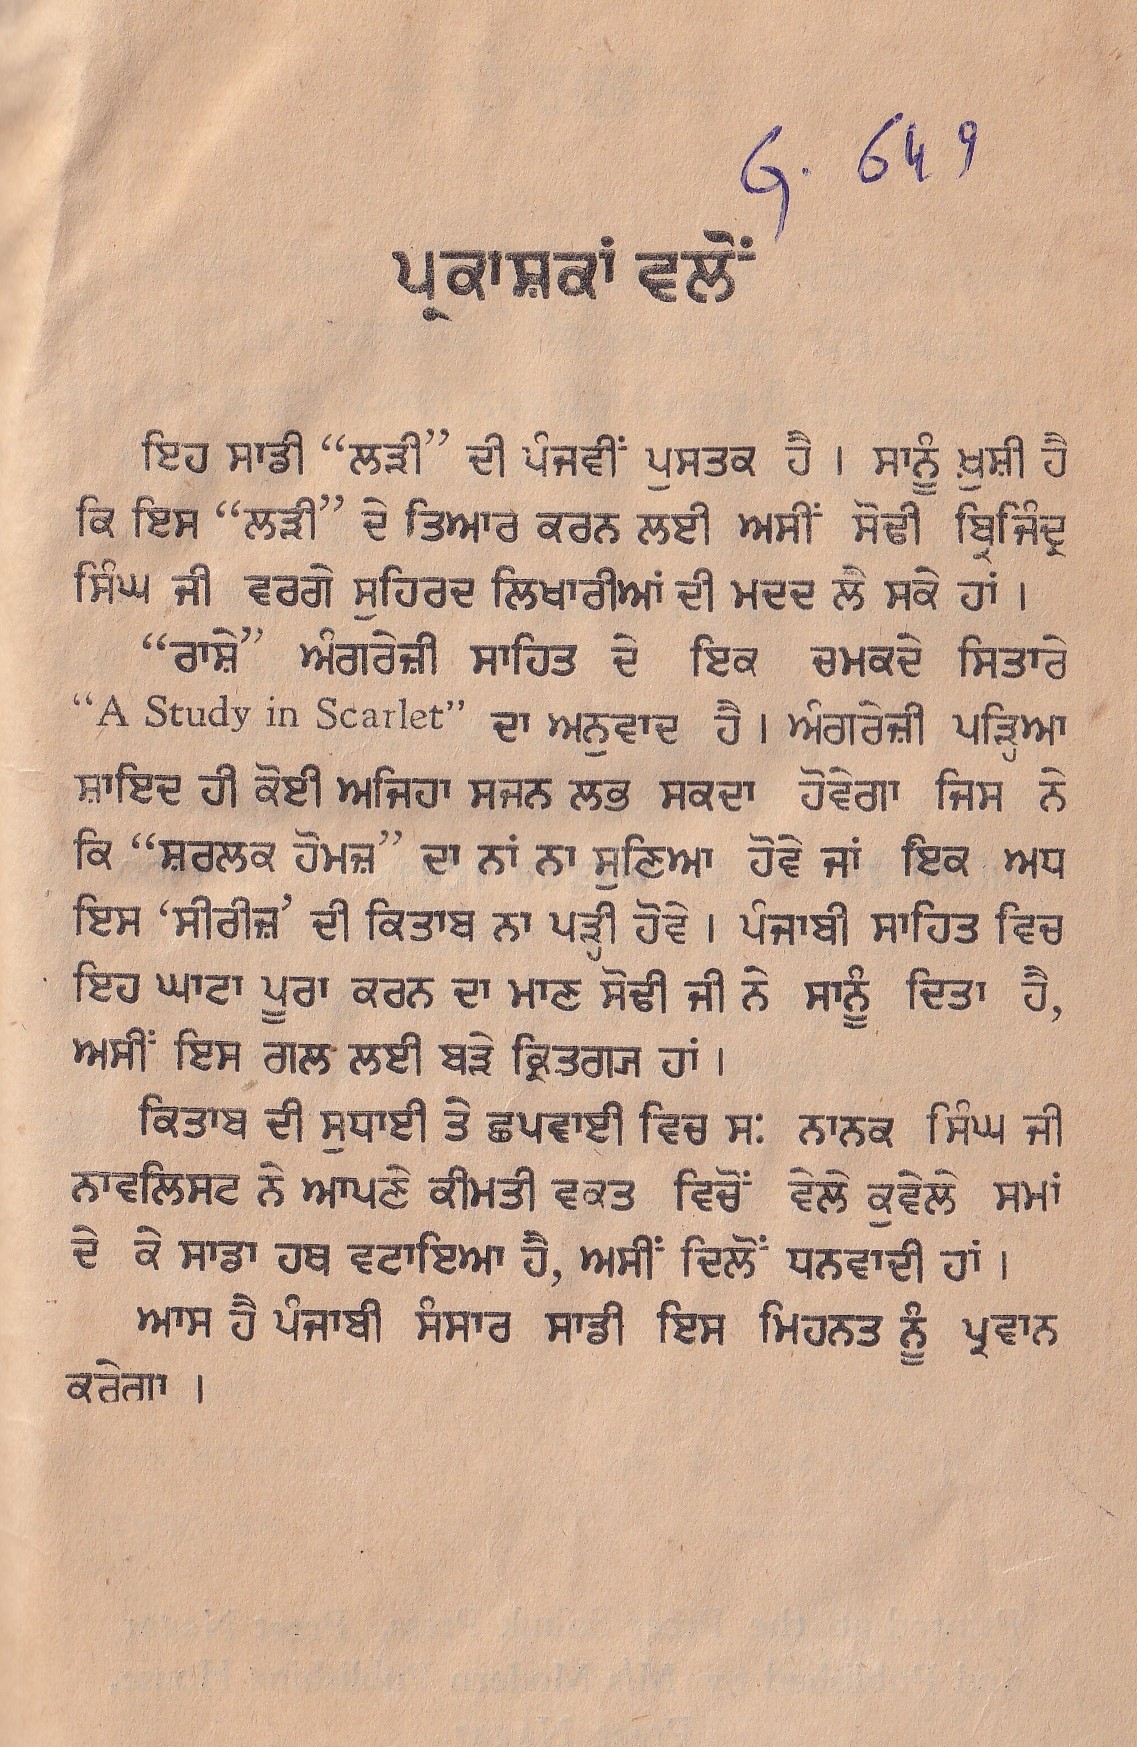 G. 649
ਪ੍ਰਕਾਸ਼ਕਾਂ ਵਲੋਂ
ਇਹ ਸਾਡੀ “ਲੜੀ” ਦੀ ਪੰਜਵੀਂ ਪੁਸਤਕ ਹੈ । ਸਾਨੂੰ ਖ਼ੁਸ਼ੀ ਹੈ
ਕਿ ਇਸ “ਲੜੀ” ਦੇ ਤਿਆਰ ਕਰਨ ਲਈ ਅਸੀਂ ਸੋਢੀ ਬ੍ਰਿਜਿੰਦ੍ਰ
ਸਿੰਘ ਜੀ ਵਰਗੇ ਸੁਹਿਰਦ ਲਿਖਾਰੀਆਂ ਦੀ ਮਦਦ ਲੈ ਸਕੇ ਹਾਂ ।
“ਰਾਸ਼ੇ” ਅੰਗਰੇਜ਼ੀ ਸਾਹਿਤ ਦੇ ਇਕ ਚਮਕਦੇ ਸਿਤਾਰੇ
“A Study in Scarlet” ਦਾ ਅਨੁਵਾਦ ਹੈ । ਅੰਗਰੇਜ਼ੀ ਪੜ੍ਹਿਆ
ਸ਼ਾਇਦ ਹੀ ਕੋਈ ਅਜਿਹਾ ਸਜਨ ਲਭ ਸਕਦਾ ਹੋਵੇਗਾ ਜਿਸ ਨੇ
ਕਿ “ਸ਼ਰਲਕ ਹੋਮਜ਼” ਦਾ ਨਾਂ ਨਾ ਸੁਣਿਆ ਹੋਵੇ ਜਾਂ ਇਕ ਅਧ
ਇਸ ‘ਸੀਰੀਜ਼’ ਦੀ ਕਿਤਾਬ ਨਾ ਪੜ੍ਹੀ ਹੋਵੇ । ਪੰਜਾਬੀ ਸਾਹਿਤ ਵਿਚ
ਇਹ ਘਾਟਾ ਪੂਰਾ ਕਰਨ ਦਾ ਮਾਣ ਸੋਢੀ ਜੀ ਨੇ ਸਾਨੂੰ ਦਿਤਾ ਹੈ,
ਅਸੀਂ ਇਸ ਗਲ ਲਈ ਬੜੇ ਕ੍ਰਿਤਗਯ ਹਾਂ ।
ਕਿਤਾਬ ਦੀ ਸੁਧਾਈ ਤੇ ਛਪਵਾਈ ਵਿਚ ਸ: ਨਾਨਕ ਸਿੰਘ ਜੀ
ਨਾਵਲਿਸਟ ਨੇ ਆਪਣੇ ਕੀਮਤੀ ਵਕਤ ਵਿਚੋਂ ਵੇਲੇ ਕੁਵੇਲੇ ਸਮਾਂ
ਦੇ ਕੇ ਸਾਡਾ ਹਥ ਵਟਾਇਆ ਹੈ, ਅਸੀਂ ਦਿਲੋਂ ਧਨਵਾਦੀ ਹਾਂ ।
ਆਸ ਹੈ ਪੰਜਾਬੀ ਸੰਸਾਰ ਸਾਡੀ ਇਸ ਮਿਹਨਤ ਨੂੰ ਪ੍ਰਵਾਨ
ਕਰੇਗਾ ।